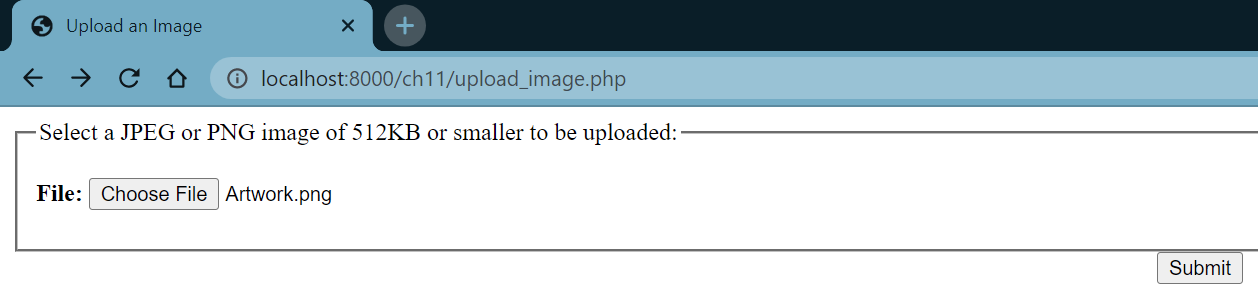 Upload an Image
localhost:8000/ch11/upload_image.php
Select a JPEG or PNG image of 512KB or smaller to be uploaded:
File: Choose File Artwork.png
Submit